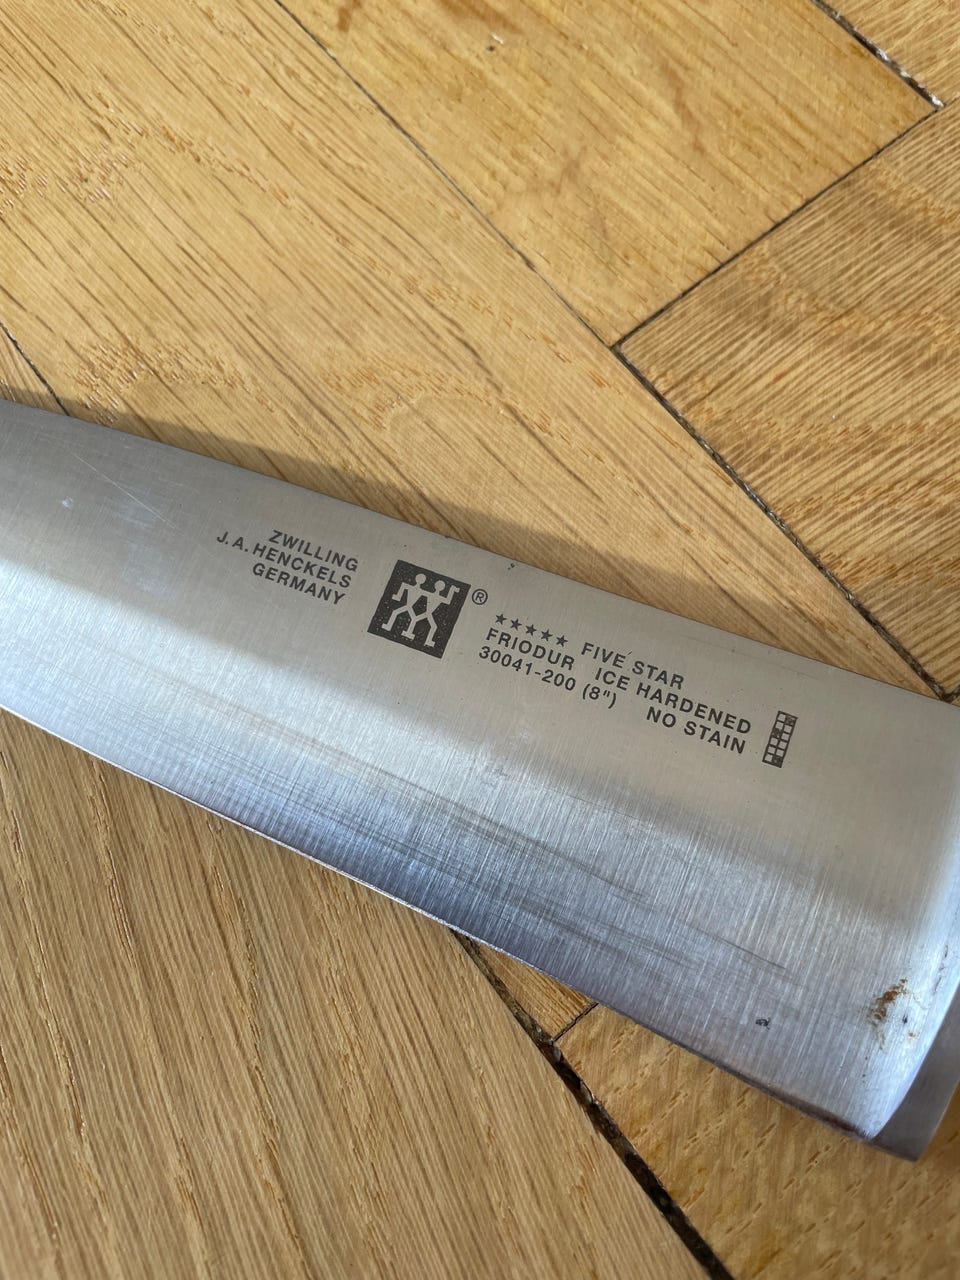 ZWILLING
J.A.HENCKELS
GERMANY
®
★★★★★ FIVE STAR
FRIODUR ICE HARDENED
30041-200 (8") NO STAIN